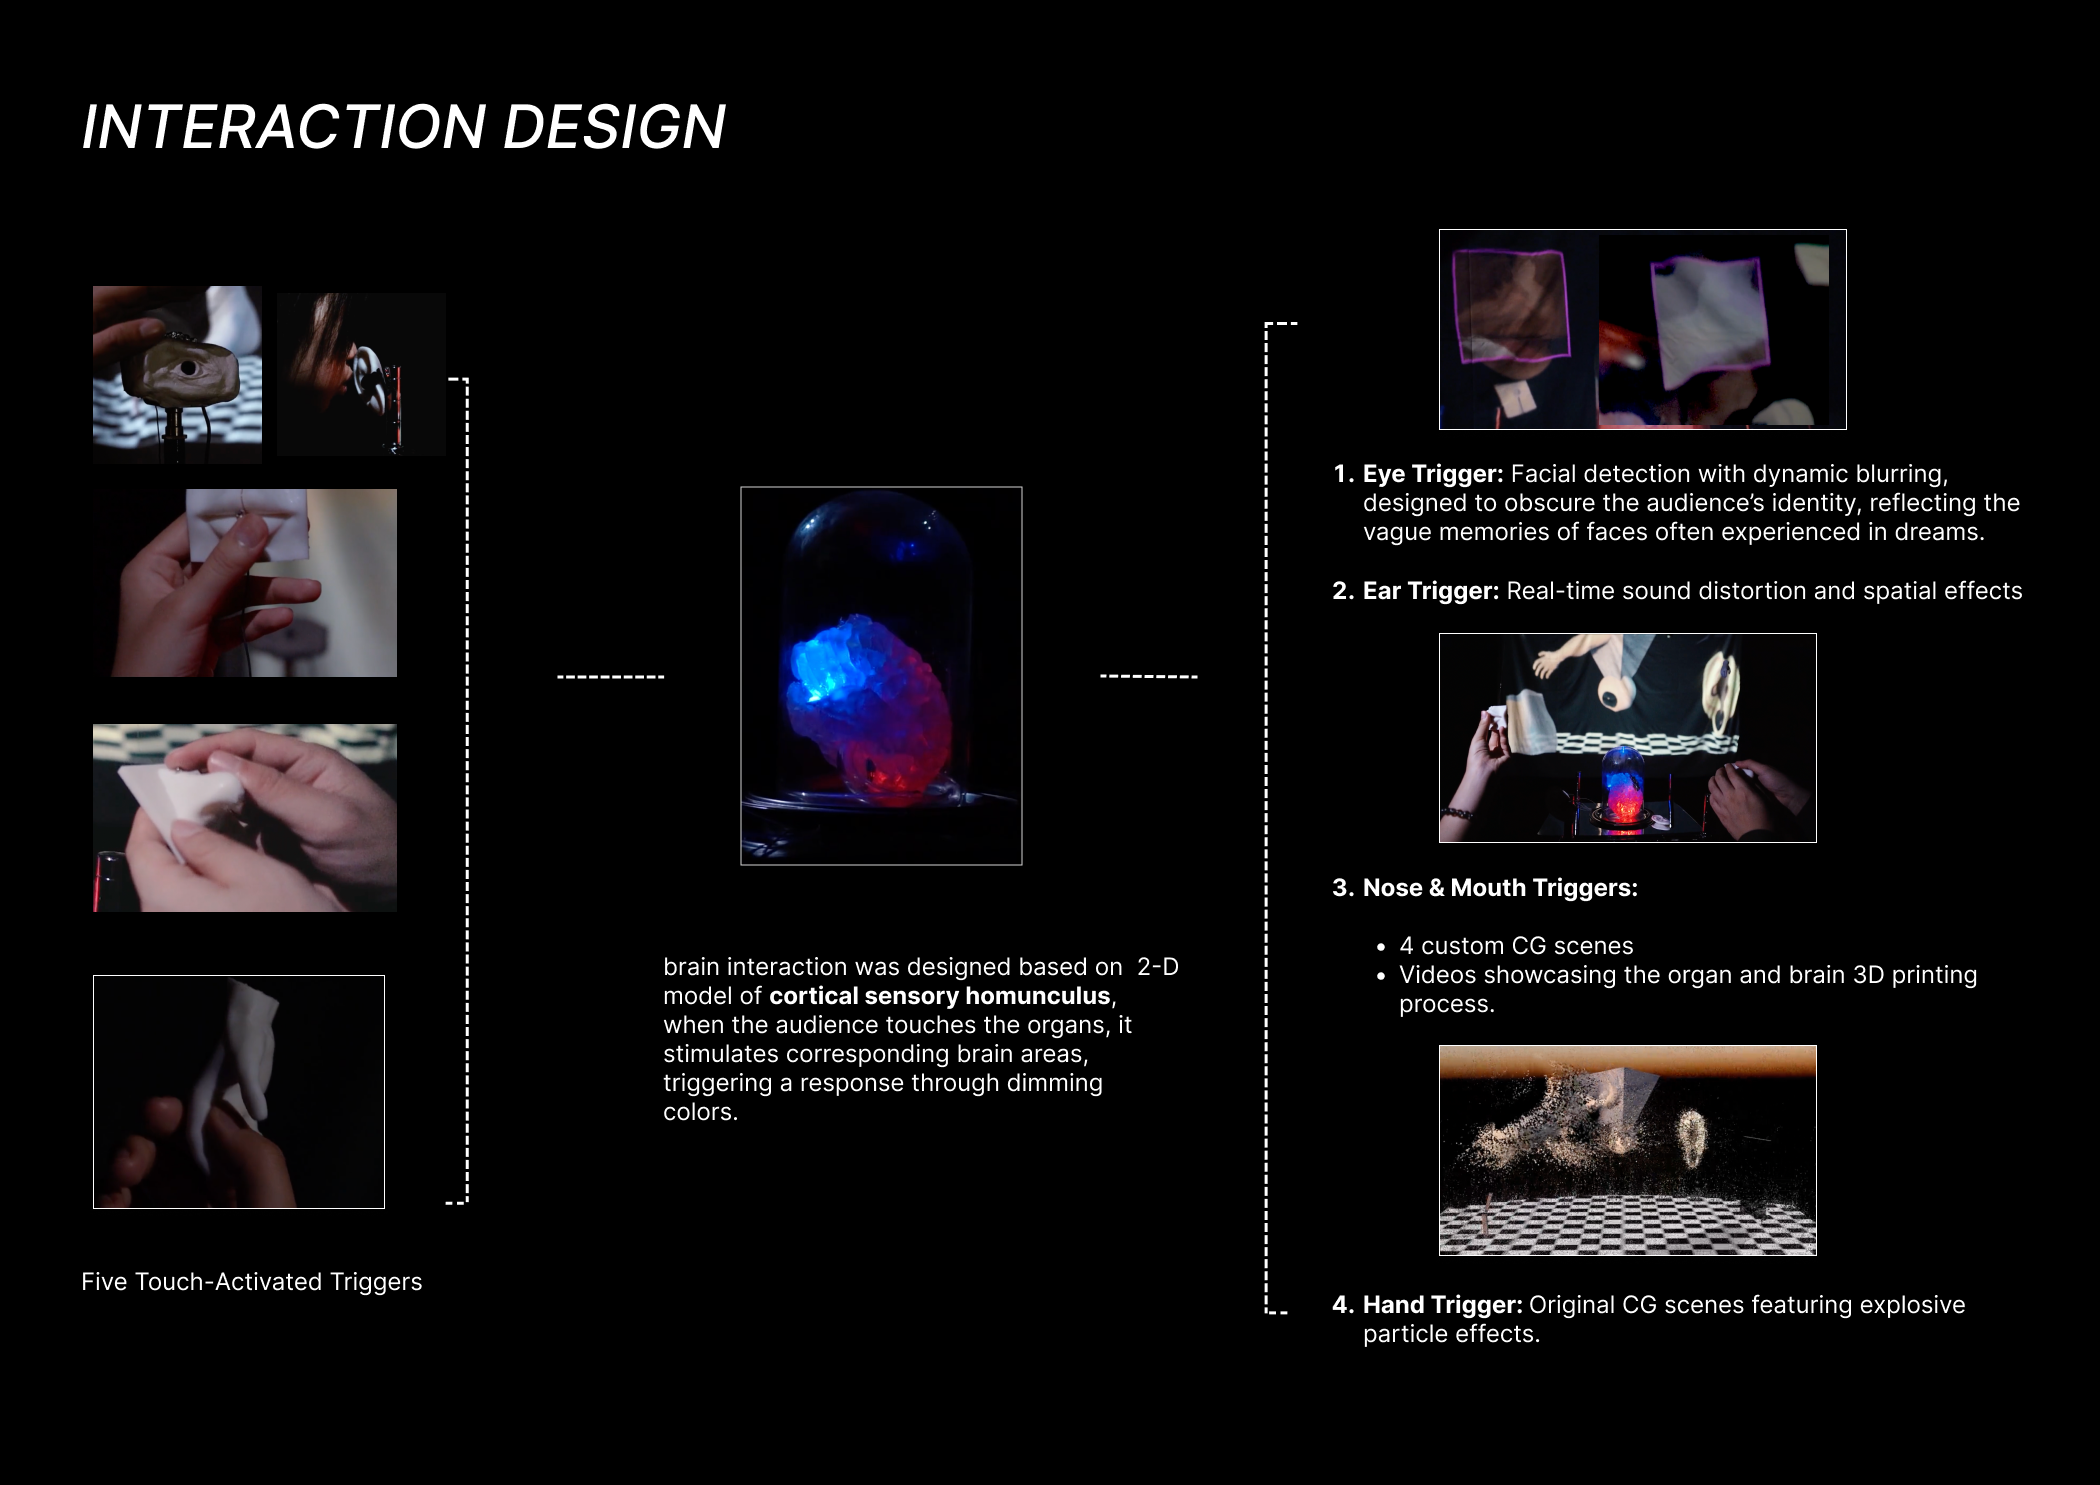 INTERACTION DESIGN
Five Touch-Activated Triggers
brain interaction was designed based on  2-D
model of cortical sensory homunculus,
when the audience touches the organs, it
stimulates corresponding brain areas,
triggering a response through dimming
colors.
1. Eye Trigger: Facial detection with dynamic blurring,
designed to obscure the audience’s identity, reflecting the
vague memories of faces often experienced in dreams.
2. Ear Trigger: Real-time sound distortion and spatial effects
3. Nose & Mouth Triggers:
• 4 custom CG scenes
• Videos showcasing the organ and brain 3D printing
process.
4. Hand Trigger: Original CG scenes featuring explosive
particle effects.